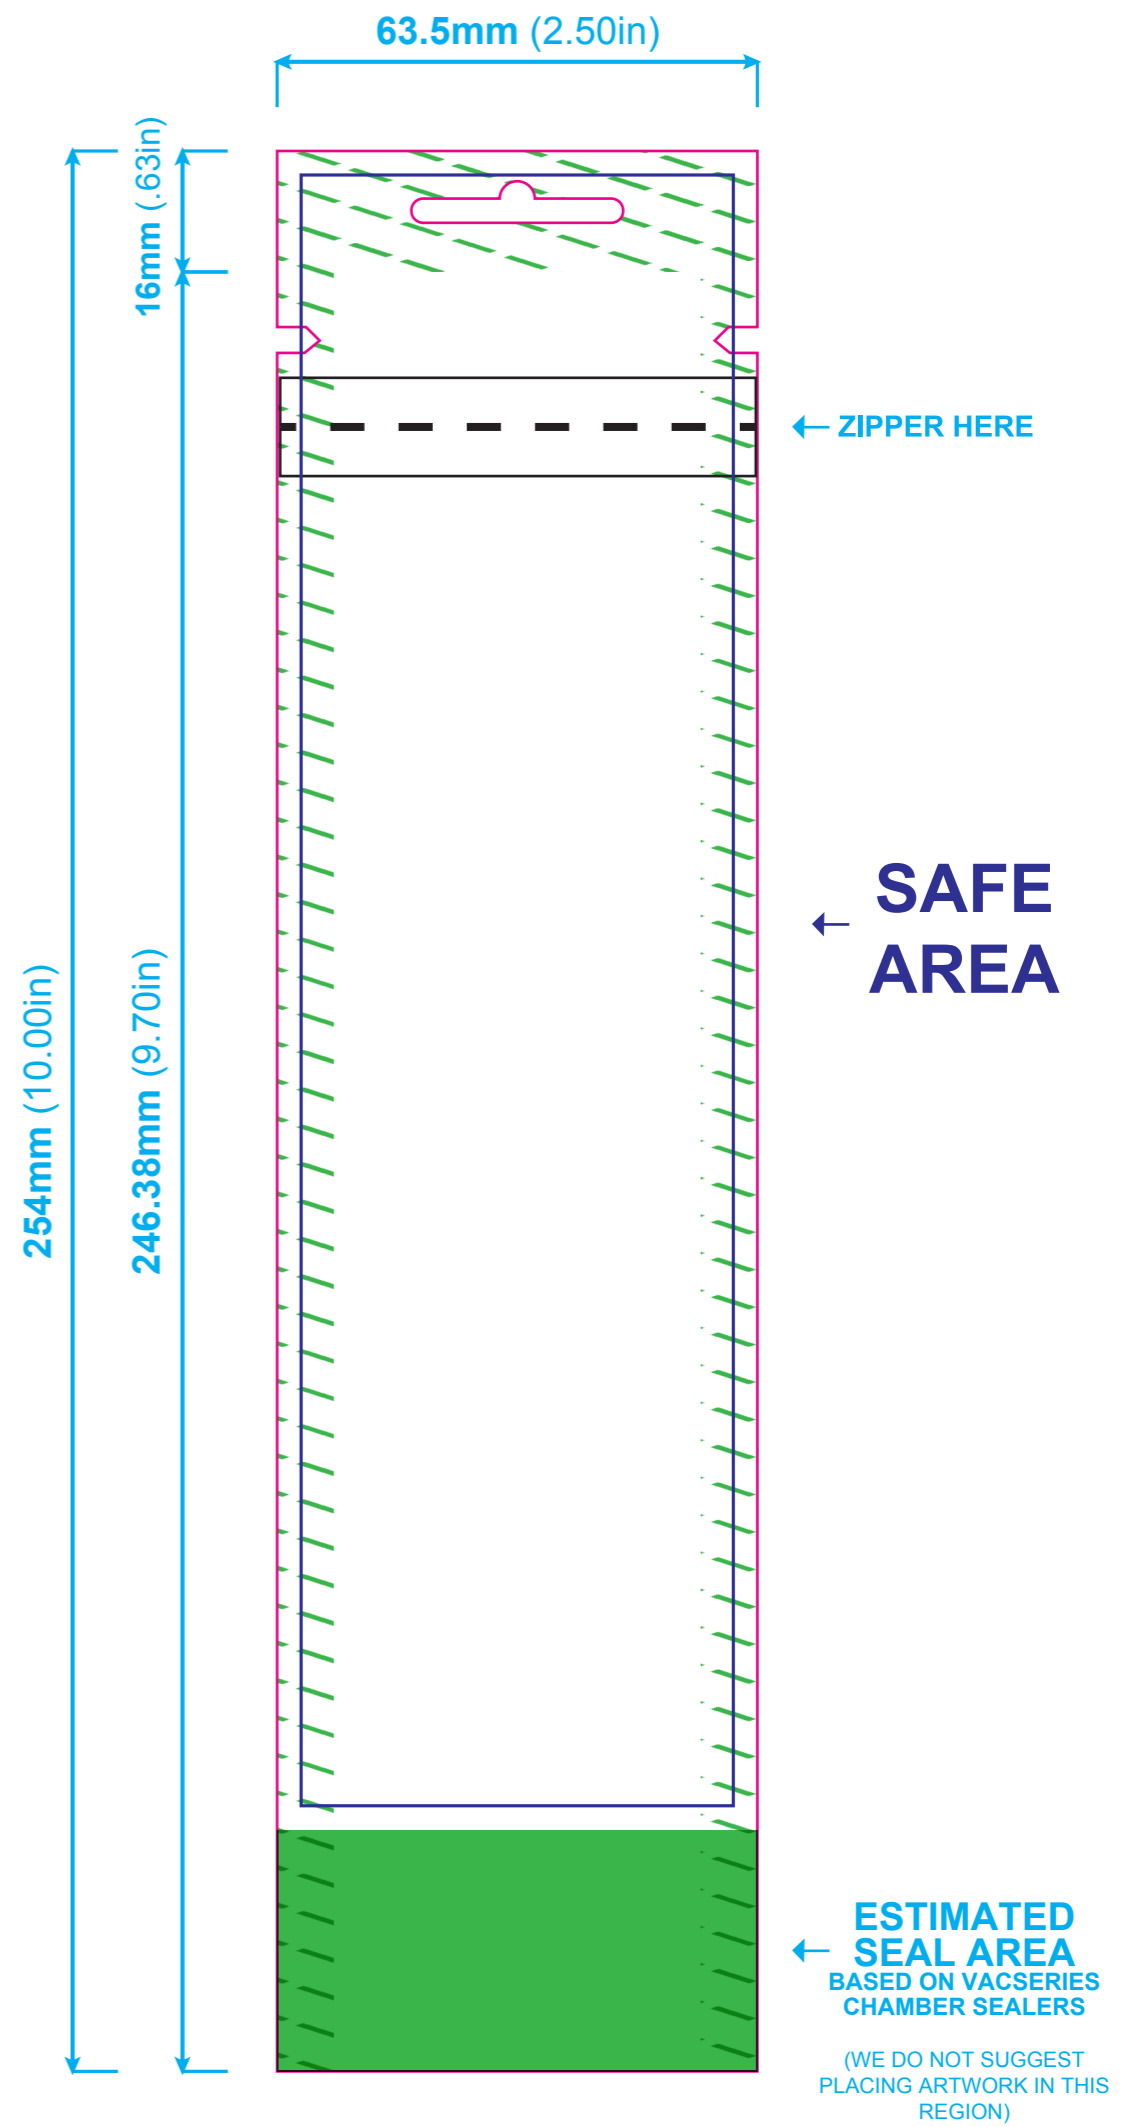 63.5mm (2.50in)
16mm (.63in)
ZIPPER HERE
SAFE
AREA
254mm (10.00in)
246.38mm (9.70in)
ESTIMATED
SEAL AREA
BASED ON VACSERIES
CHAMBER SEALERS
(WE DO NOT SUGGEST
PLACING ARTWORK IN THIS
REGION)